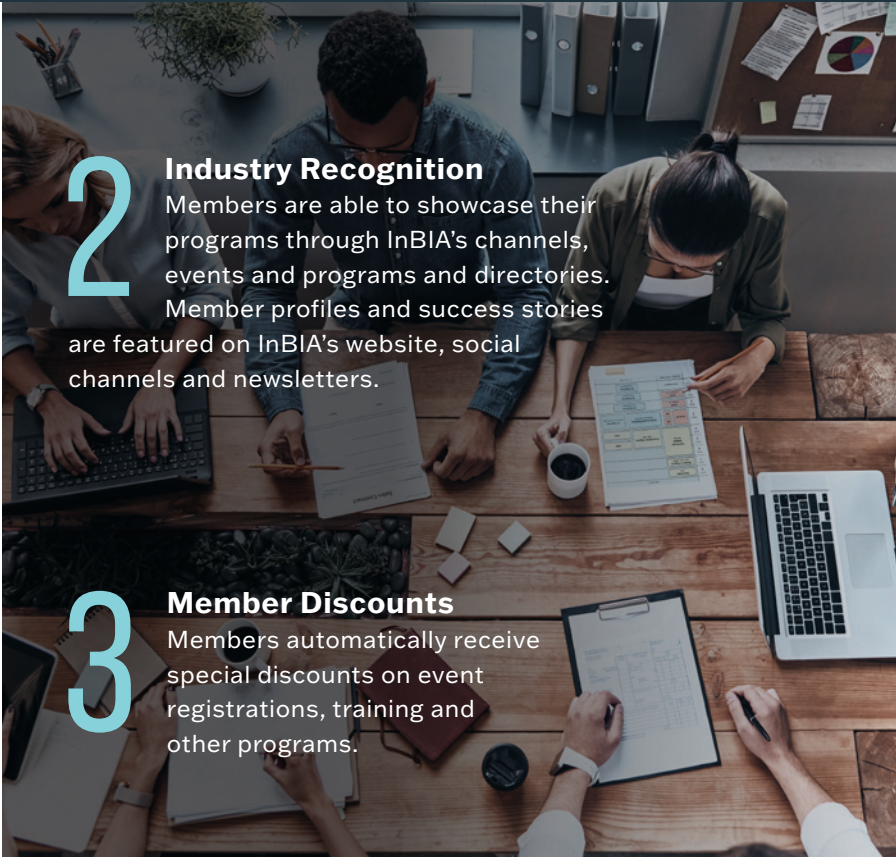 2
Industry Recognition
Members are able to showcase their
programs through InBIA's channels,
events and programs and directories.
Member profiles and success stories
are featured on InBIA's website, social
channels and newsletters.
3
Member Discounts
Members automatically receive
special discounts on event
registrations, training and
other programs.